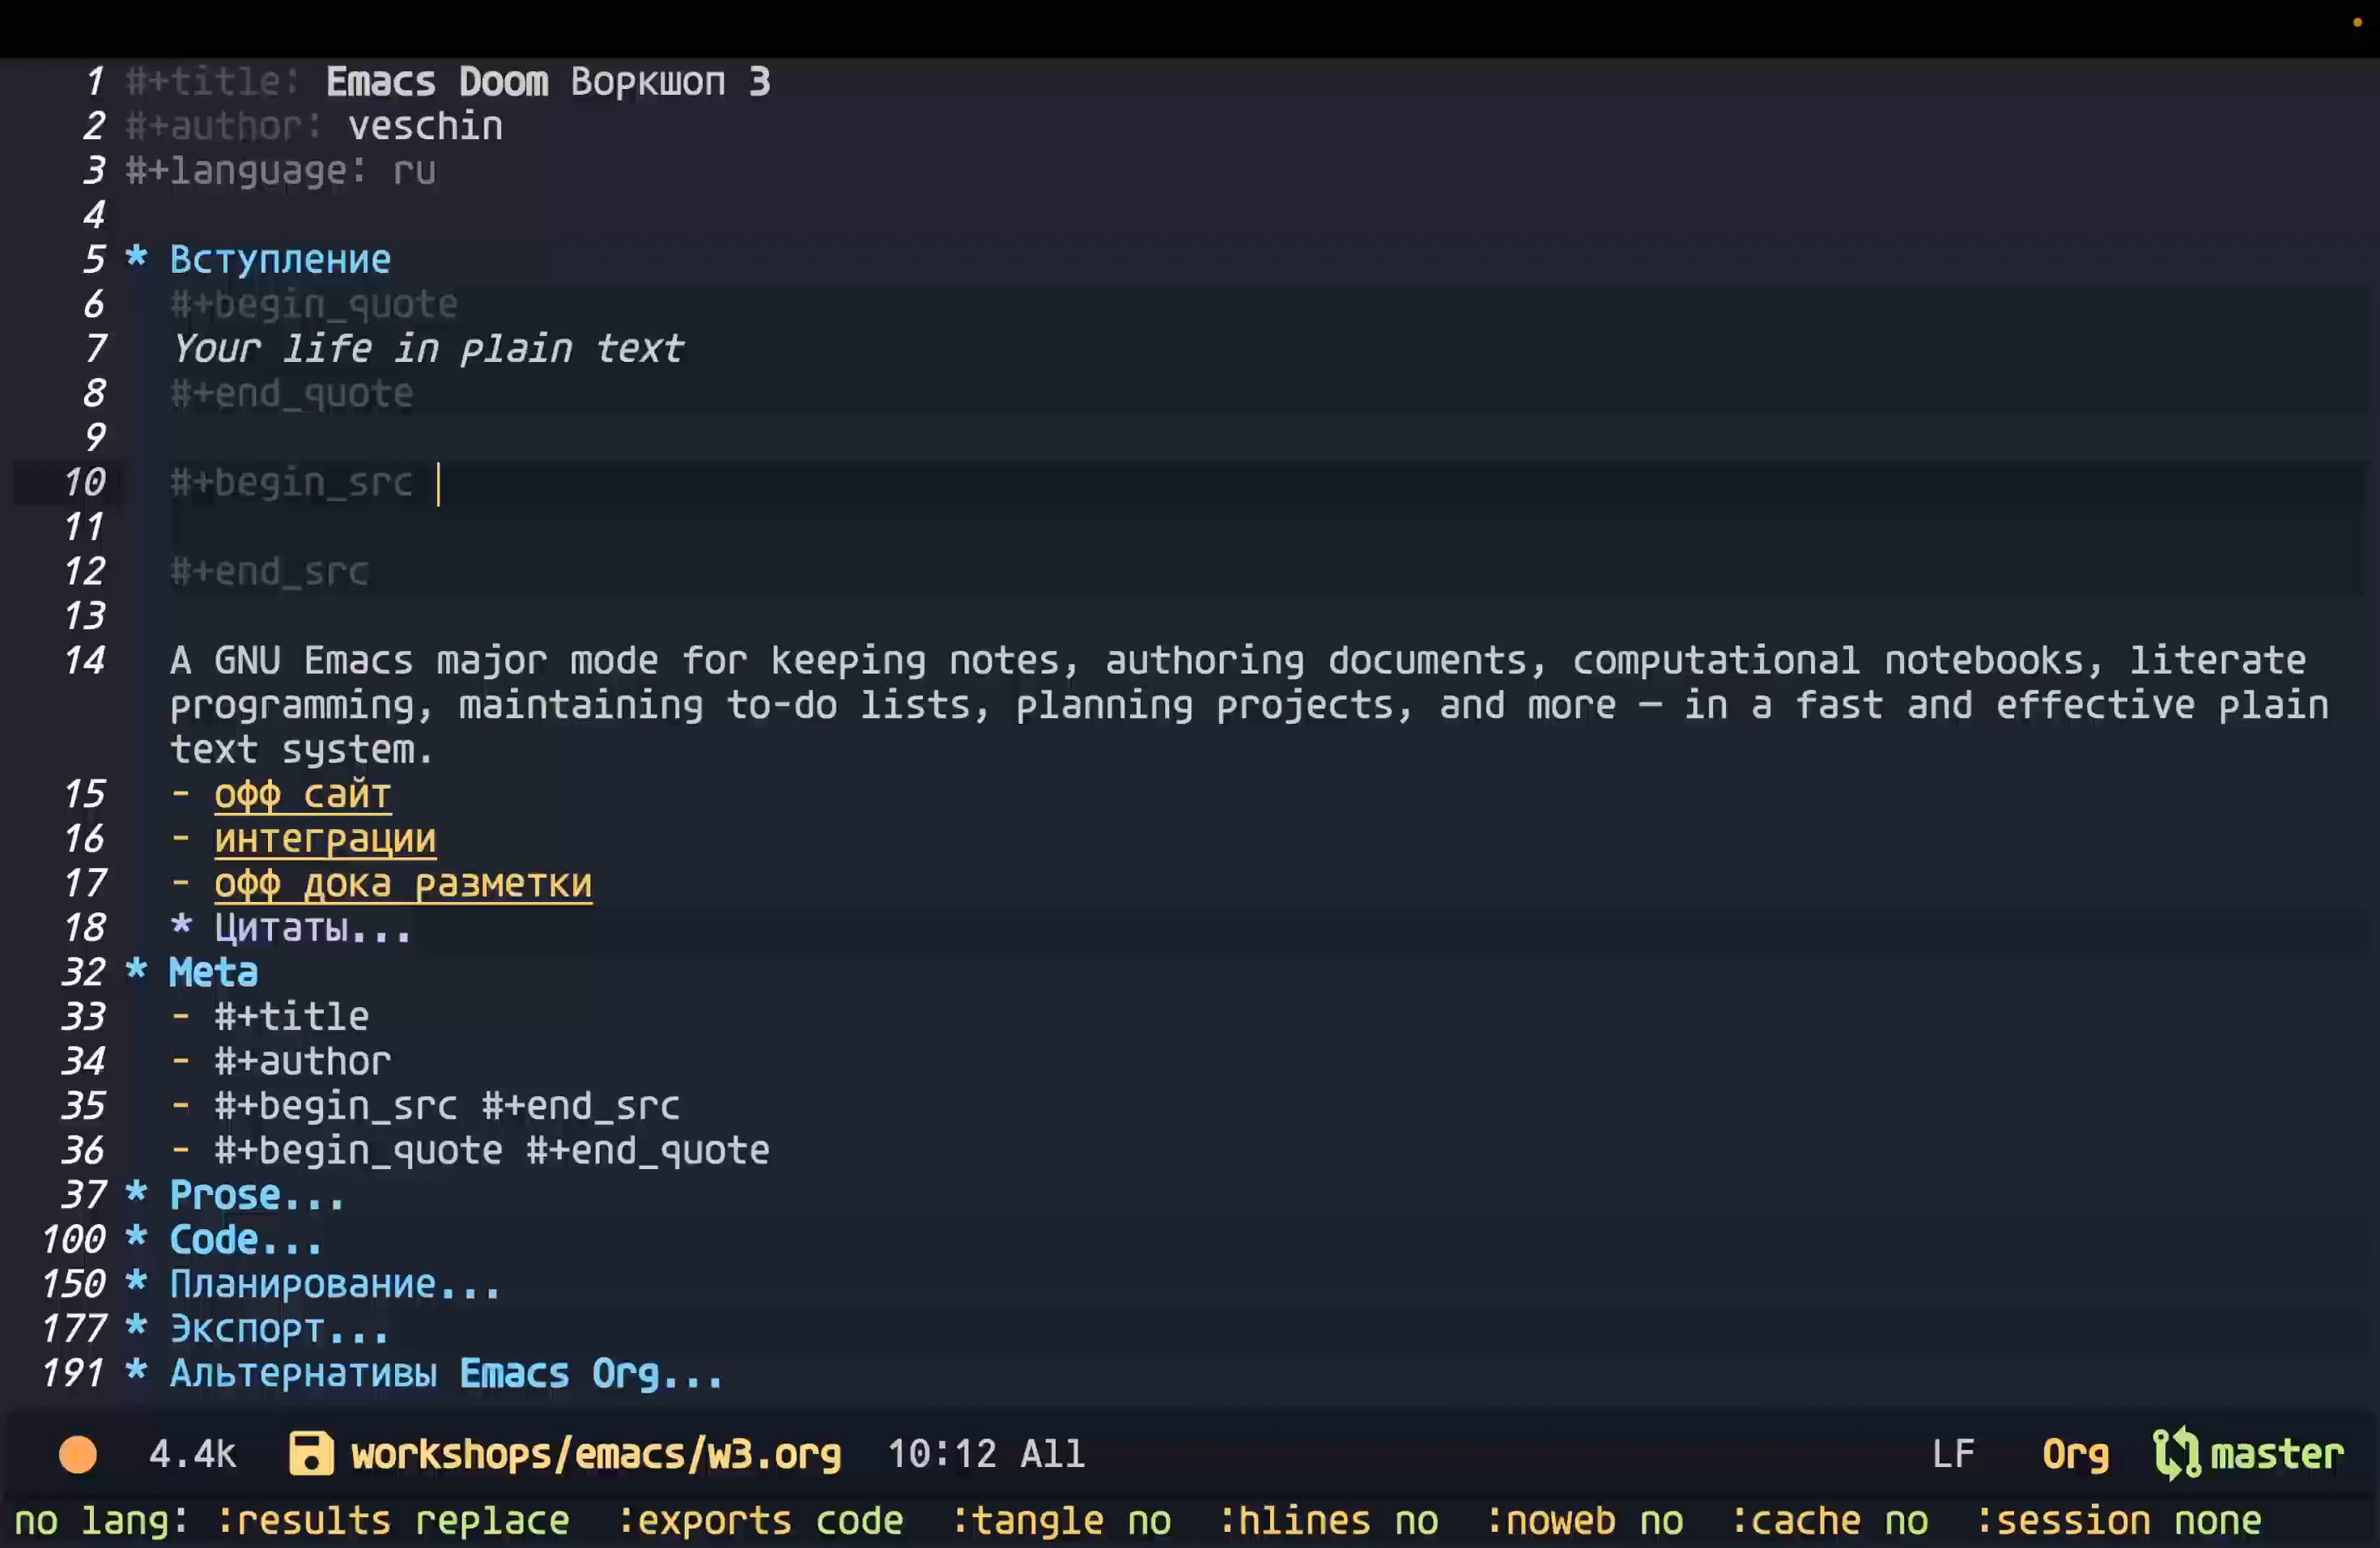 1 #+title: Emacs Doom Воркшоп 3
2 #+author: veschin
3 #+language: ru
4
5 * Вступление
6 #+begin_quote
7 Your life in plain text
8 #+end_quote
9
10 #+begin_src
11
12 #+end_src
13
14 A GNU Emacs major mode for keeping notes, authoring documents, computational notebooks, literate
programming, maintaining to-do lists, planning projects, and more — in a fast and effective plain
text system.
15 - офф сайт
16 - интеграции
17 - офф дока разметки
18 * Цитаты...
32 * Meta
33 - #+title
34 - #+author
35 - #+begin_src #+end_src
36 - #+begin_quote #+end_quote
37 * Prose...
100 * Code...
150 * Планирование...
177 * Экспорт...
191 * Альтернативы Emacs Org...
4.4k workshops/emacs/w3.org 10:12 All LF Org master
no lang: :results replace :exports code :tangle no :hlines no :noweb no :cache no :session none